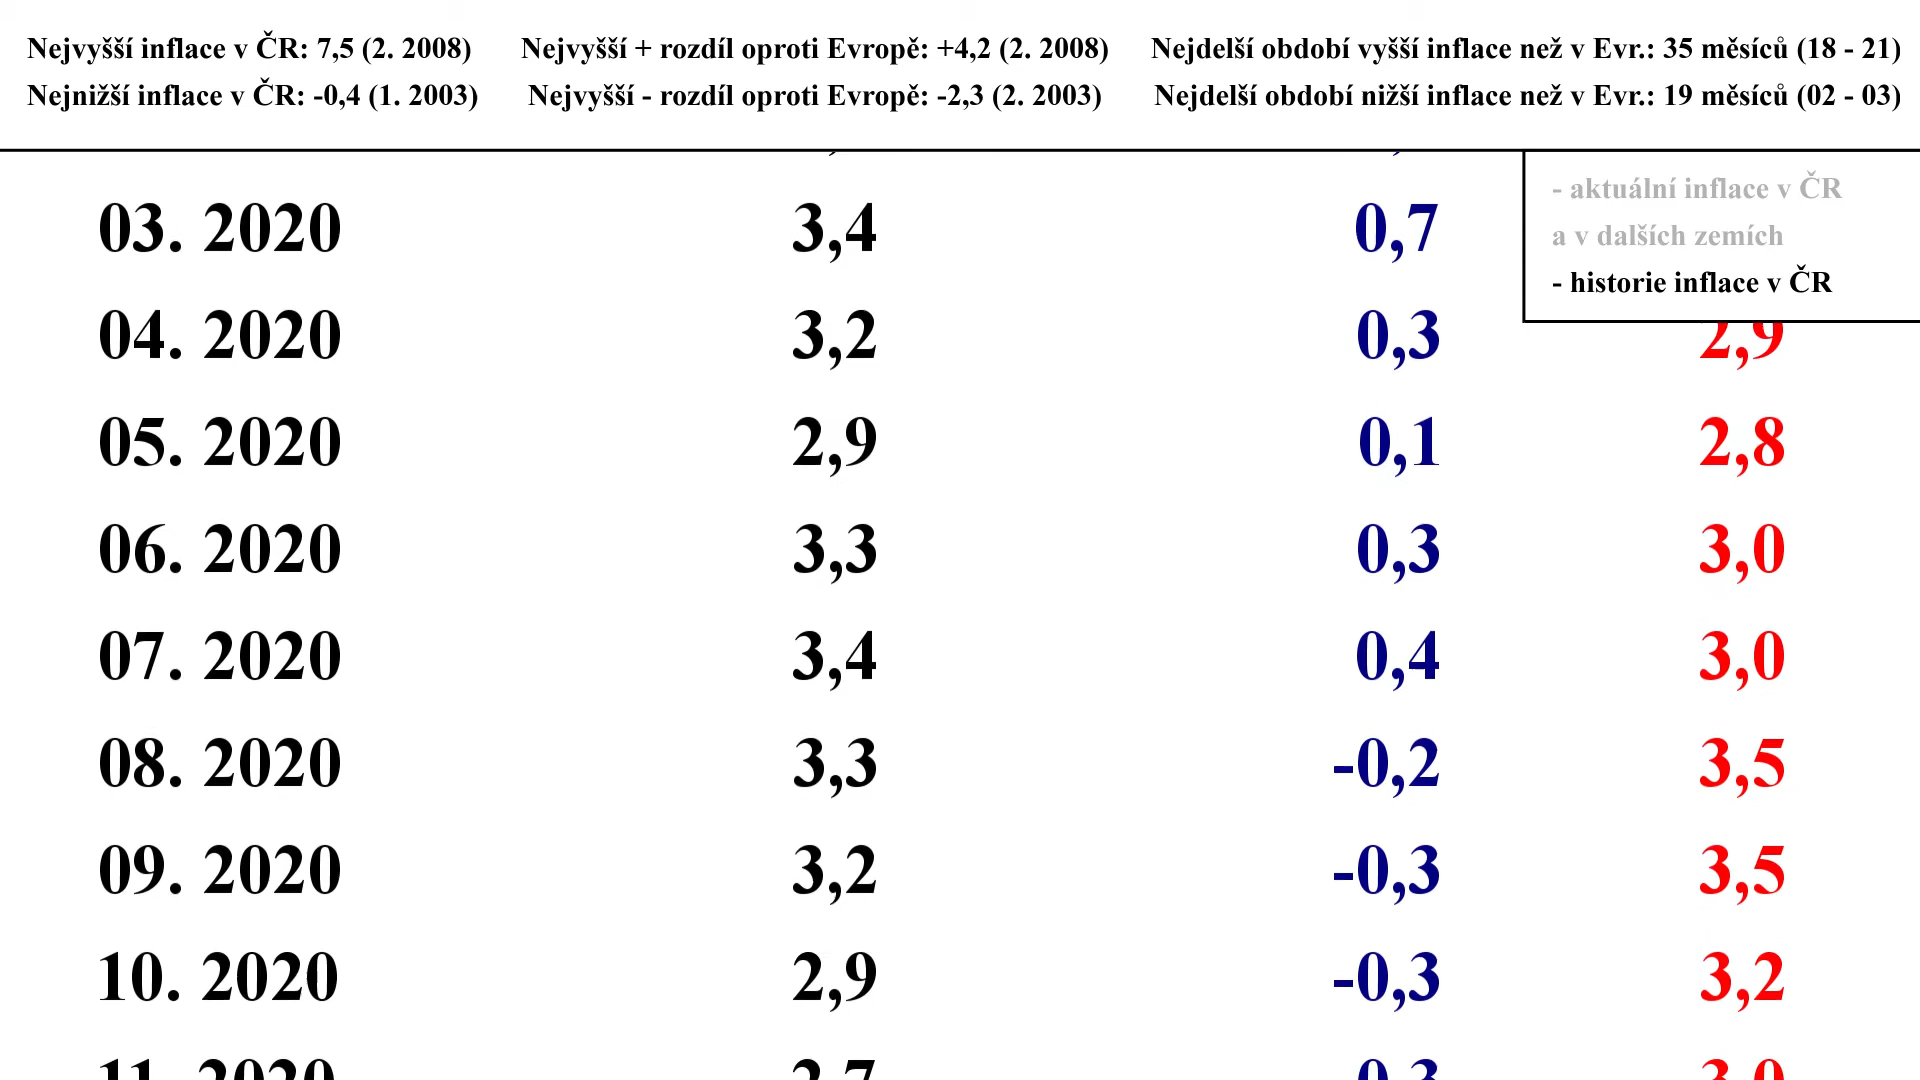 Nejvyšší inflace v ČR: 7,5 (2. 2008) Nejvyšší + rozdíl oproti Evropě: +4,2 (2. 2008) Nejdelší období vyšší inflace než v Evr.: 35 měsíců (18 - 21)
Nejnižší inflace v ČR: -0,4 (1. 2003) Nejvyšší - rozdíl oproti Evropě: -2,3 (2. 2003) Nejdelší období nižší inflace než v Evr.: 19 měsíců (02 - 03)
- aktuální inflace v ČR
a v dalších zemích
- historie inflace v ČR
03. 2020 3,4 0,7
04. 2020 3,2 0,3 2,9
05. 2020 2,9 0,1 2,8
06. 2020 3,3 0,3 3,0
07. 2020 3,4 0,4 3,0
08. 2020 3,3 -0,2 3,5
09. 2020 3,2 -0,3 3,5
10. 2020 2,9 -0,3 3,2
11. 2020 2,7